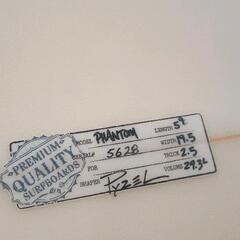 PREMIUM
QUALITY
SURFBOARDS
MODEL PHANTOM LENGTH 5'9
SERIAL# 5628 WIDTH 19.5
FOR THICK 2.5
SHAPER PYZEL VOLUME 29.3L